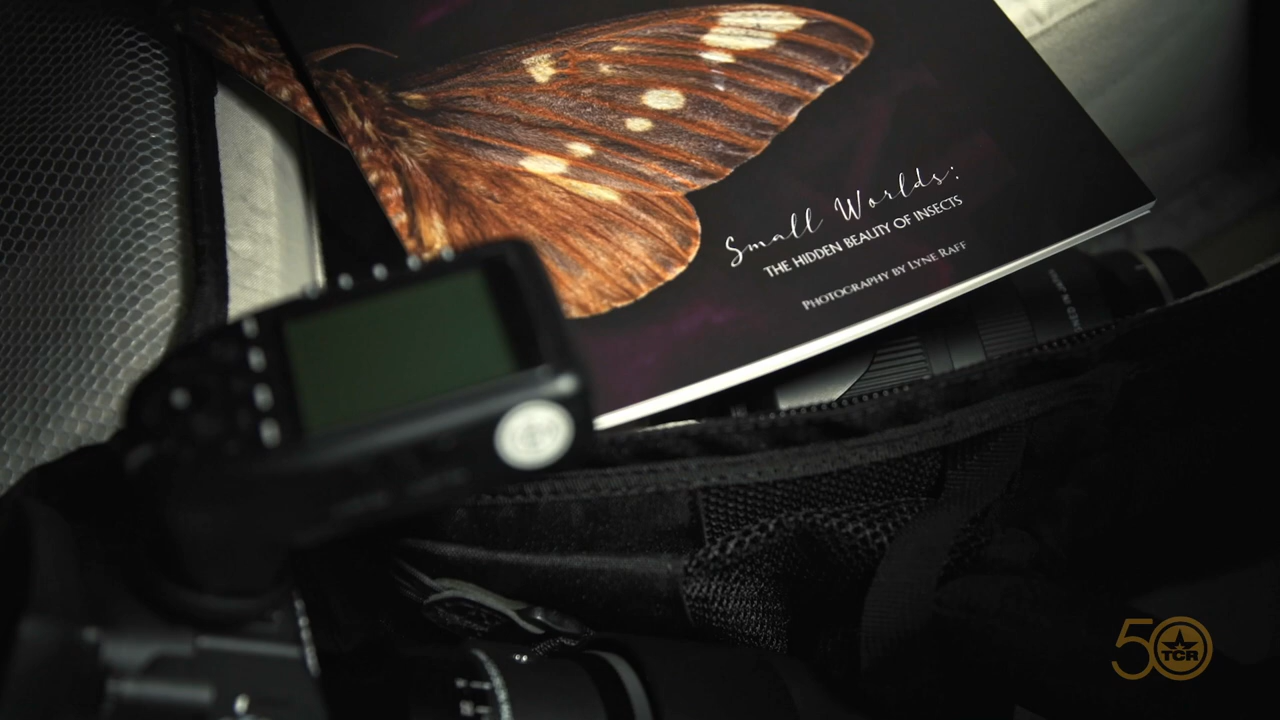 Small Worlds:
THE HIDDEN BEAUTY OF INSECTS
PHOTOGRAPHY BY LYNE RAFF
50
TCR